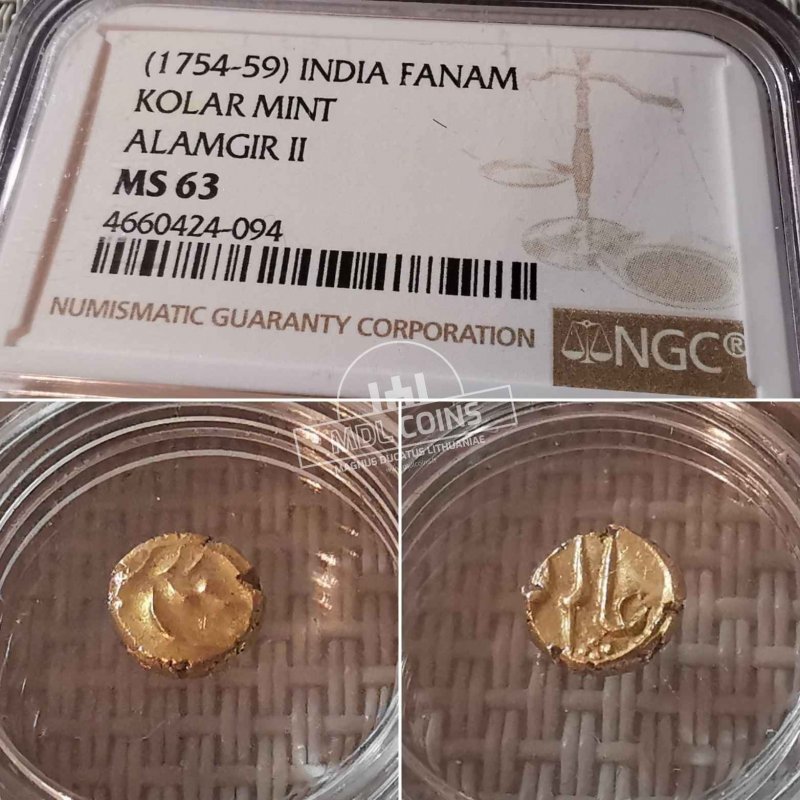 (1754-59) INDIA FANAM
KOLAR MINT
ALAMGIR II
MS 63
4660424-094
NUMISMATIC GUARANTY CORPORATION
NGC®
MDL COINS
MAGNUS DUCATUS LITHUANIAE